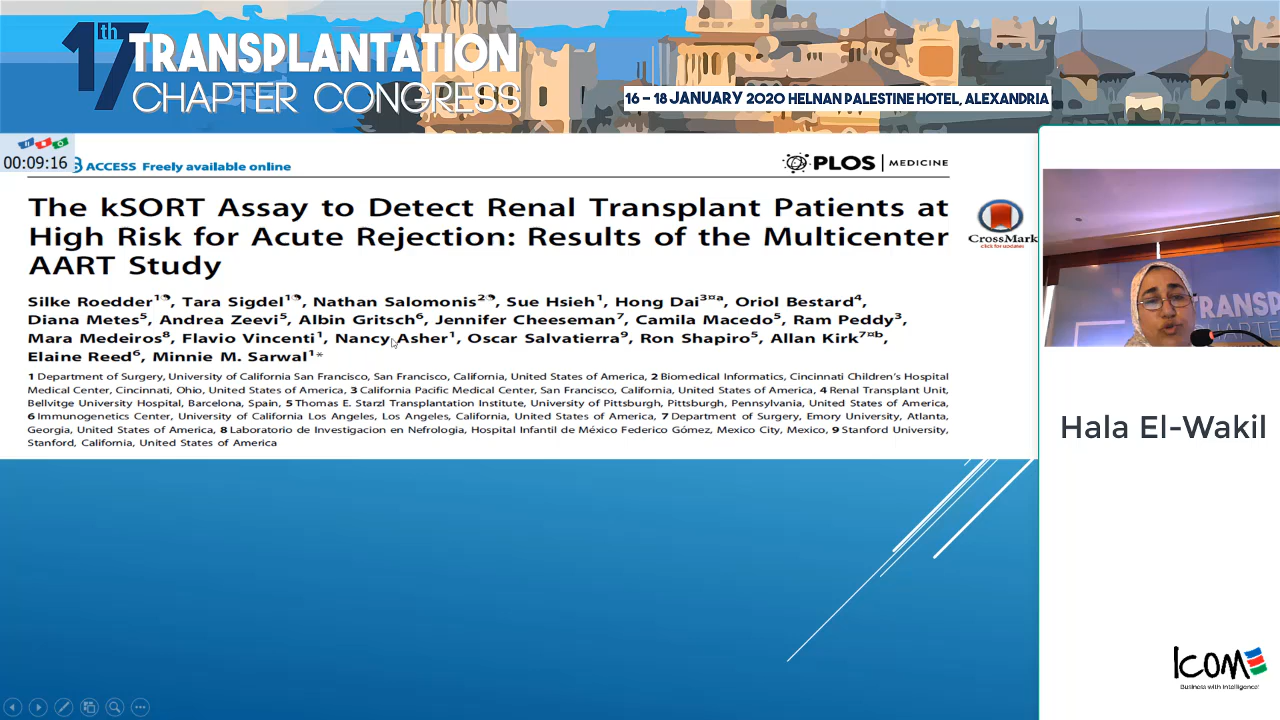 17th TRANSPLANTATION
CHAPTER CONGRESS
16 – 18 JANUARY 2020 HELNAN PALESTINE HOTEL, ALEXANDRIA
00:09:16
ACCESS Freely available online
PLOS | MEDICINE
The kSORT Assay to Detect Renal Transplant Patients at
High Risk for Acute Rejection: Results of the Multicenter
AART Study
CrossMark
click for updates
Silke Roedder1☯, Tara Sigdel1☯, Nathan Salomonis2☯, Sue Hsieh1, Hong Dai3¤a, Oriol Bestard4,
Diana Metes5, Andrea Zeevi5, Albin Gritsch6, Jennifer Cheeseman7, Camila Macedo5, Ram Peddy3,
Mara Medeiros8, Flavio Vincenti1, Nancy Asher1, Oscar Salvatierra9, Ron Shapiro5, Allan Kirk7¤b,
Elaine Reed6, Minnie M. Sarwal1*
1 Department of Surgery, University of California San Francisco, San Francisco, California, United States of America, 2 Biomedical Informatics, Cincinnati Children's Hospital
Medical Center, Cincinnati, Ohio, United States of America, 3 California Pacific Medical Center, San Francisco, California, United States of America, 4 Renal Transplant Unit,
Bellvitge University Hospital, Barcelona, Spain, 5 Thomas E. Starzl Transplantation Institute, University of Pittsburgh, Pittsburgh, Pennsylvania, United States of America,
6 Immunogenetics Center, University of California Los Angeles, Los Angeles, California, United States of America, 7 Department of Surgery, Emory University, Atlanta,
Georgia, United States of America, 8 Laboratorio de Investigacion en Nefrologia, Hospital Infantil de México Federico Gómez, Mexico City, Mexico, 9 Stanford University,
Stanford, California, United States of America
TRANSP
CHAPTER
Hala El-Wakil
ICOM
Business with Intelligence